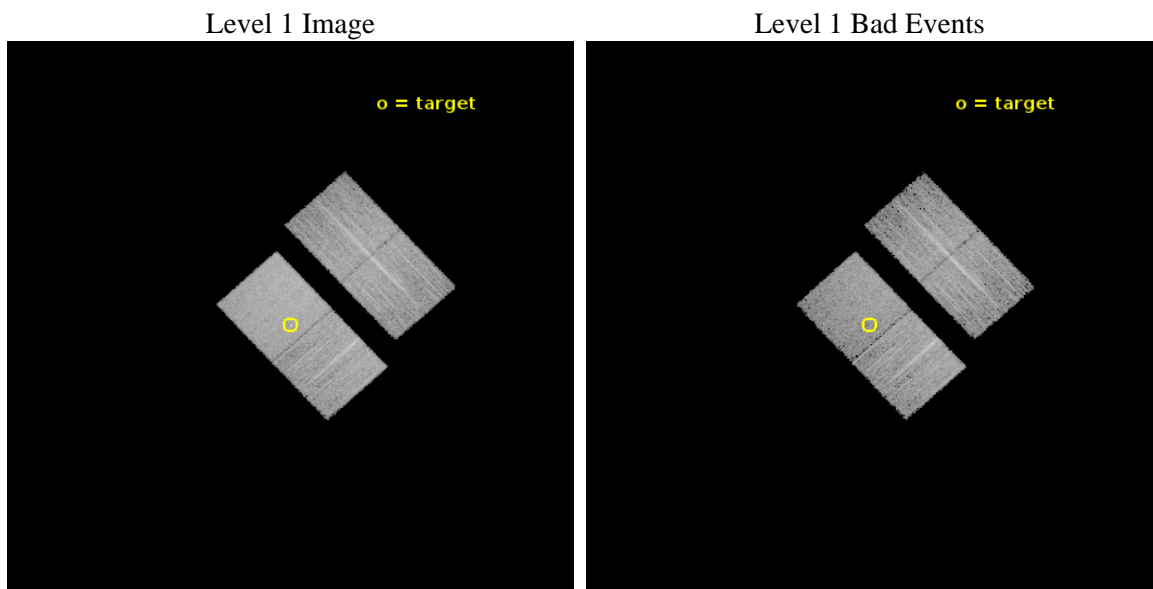 Level 1 Image
Level 1 Bad Events
o = target
o = target